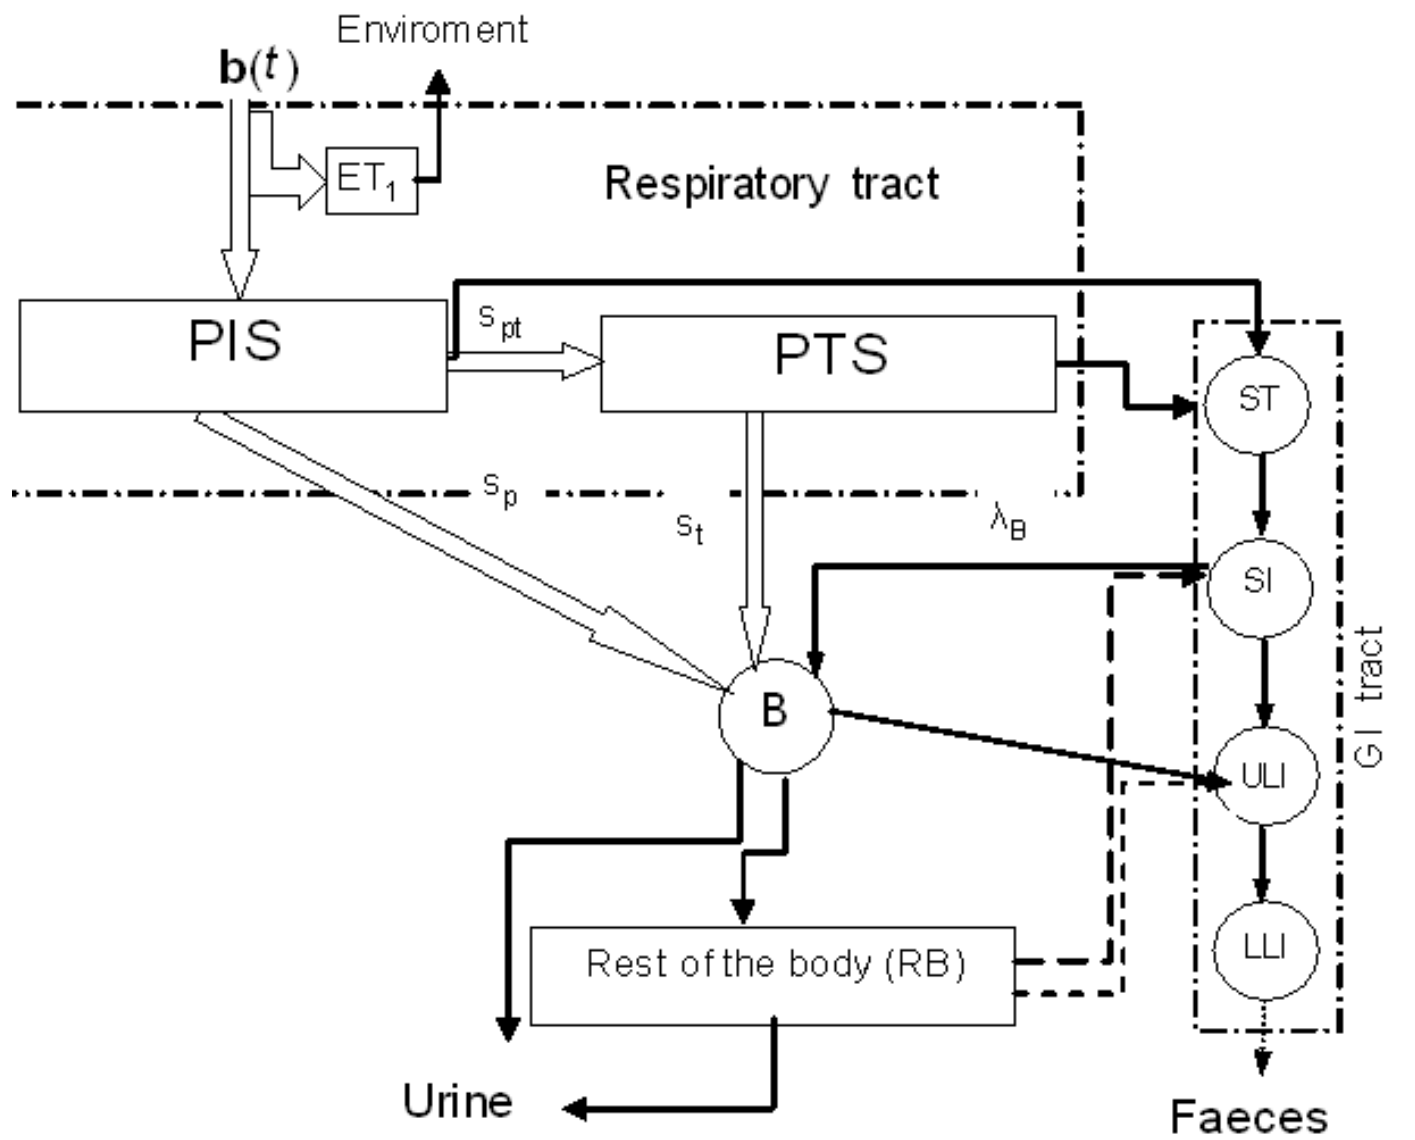 Enviroment
b(t)
ET1
Respiratory tract
PIS
spt
PTS
ST
sp
st
λB
SI
GI tract
B
ULI
Rest of the body (RB)
LLI
Urine
Faeces